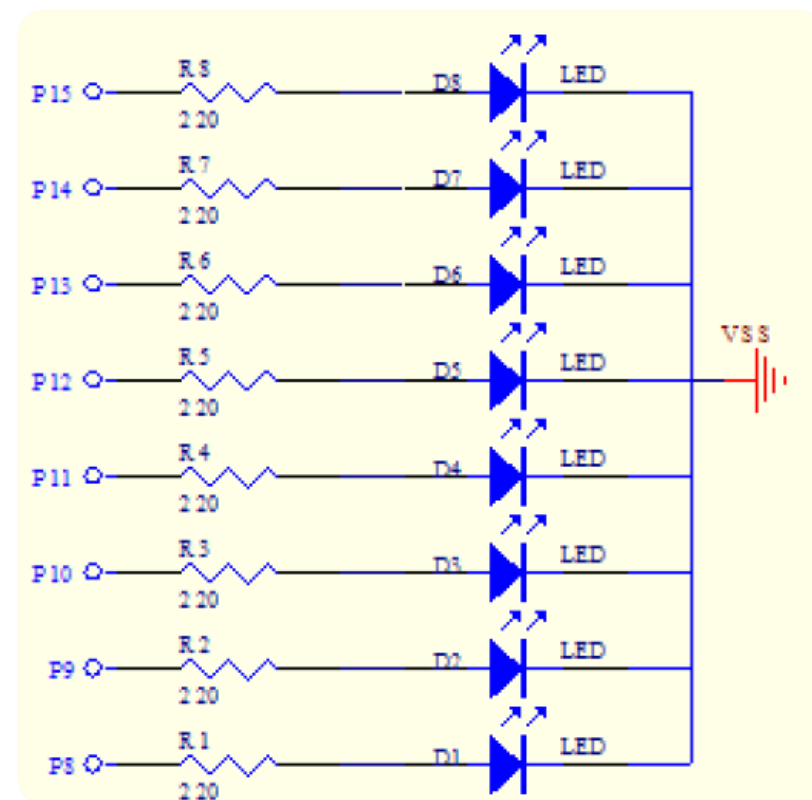 R8
P15 D8 LED
220
R7
P14 D7 LED
220
R6
P13 D6 LED
220
VSS
R5
P12 D5 LED
220
R4
P11 D4 LED
220
R3
P10 D3 LED
220
R2
P9 D2 LED
220
R1
P8 D1 LED
220